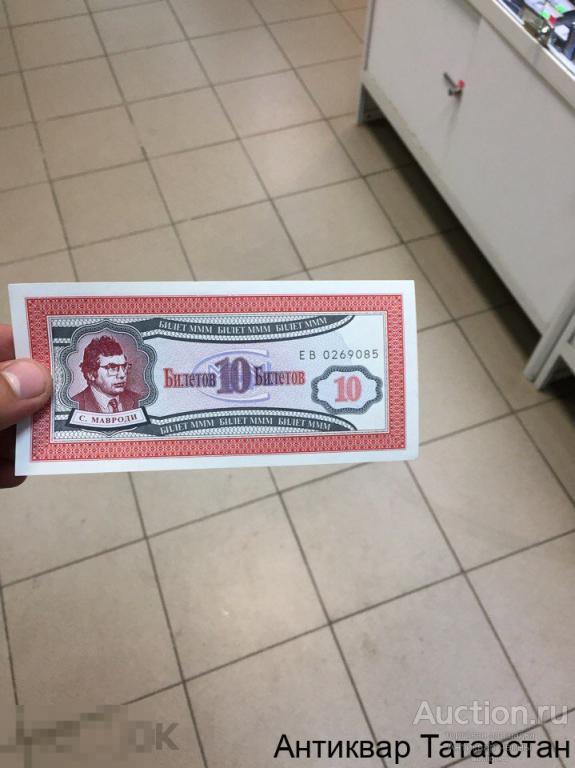 БИЛЕТ МММ БИЛЕТ МММ БИЛЕТ МММ
ЕВ 0269085
Билетов 10 Билетов
10
С. МАВРОДИ
БИЛЕТ МММ БИЛЕТ МММ БИЛЕТ МММ
Auction.ru
Антиквар Татарстан